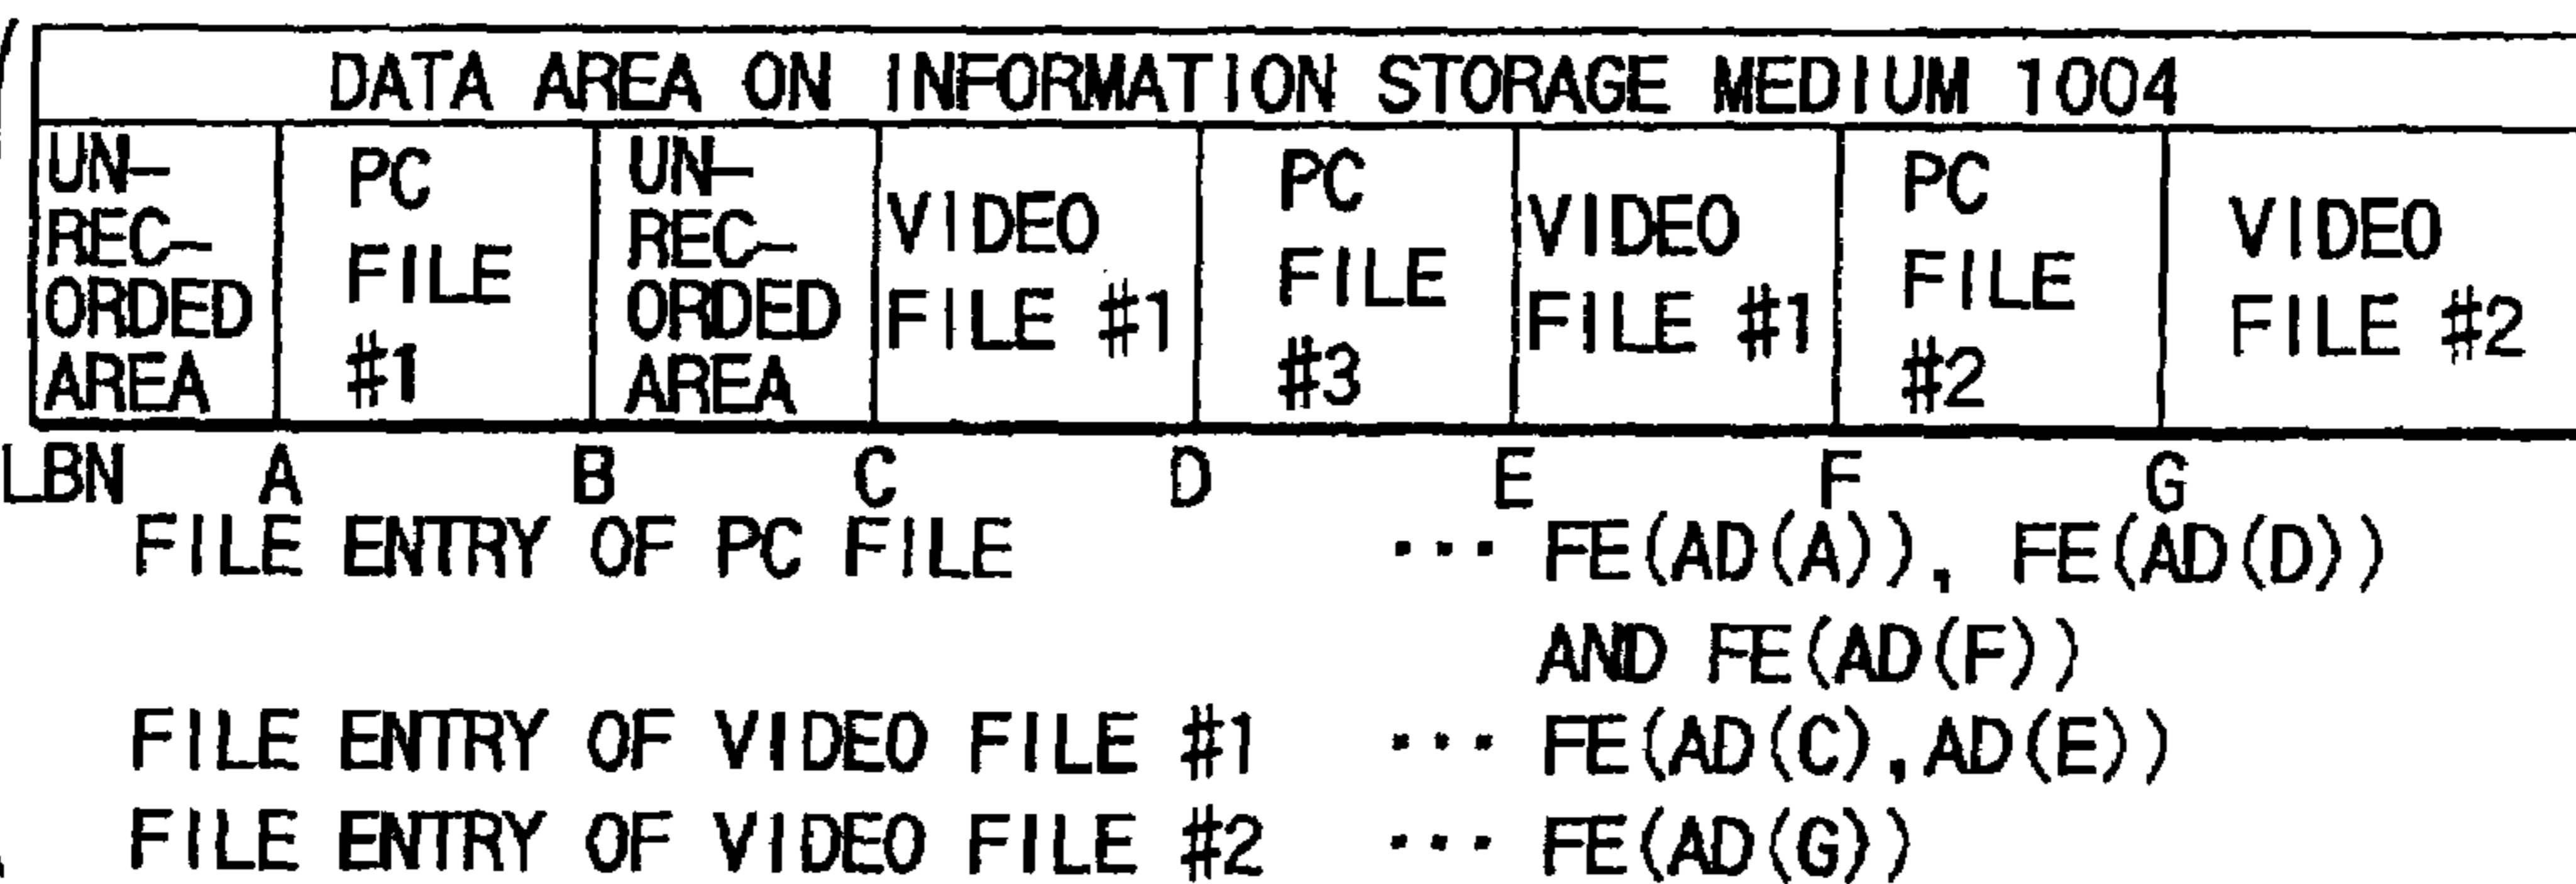 DATA AREA ON INFORMATION STORAGE MEDIUM 1004
UN-
REC-
ORDED
AREA
PC
FILE
#1
UN-
REC-
ORDED
AREA
VIDEO
FILE #1
PC
FILE
#3
VIDEO
FILE #1
PC
FILE
#2
VIDEO
FILE #2
LBN A B C D E F G
FILE ENTRY OF PC FILE ··· FE(AD(A)), FE(AD(D))
AND FE(AD(F))
FILE ENTRY OF VIDEO FILE #1 ··· FE(AD(C),AD(E))
FILE ENTRY OF VIDEO FILE #2 ··· FE(AD(G))